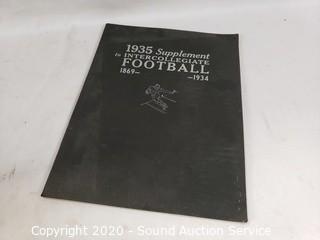 1935 Supplement
to INTERCOLLEGIATE
FOOTBALL
1869— —1934
Copyright 2020 - Sound Auction Service